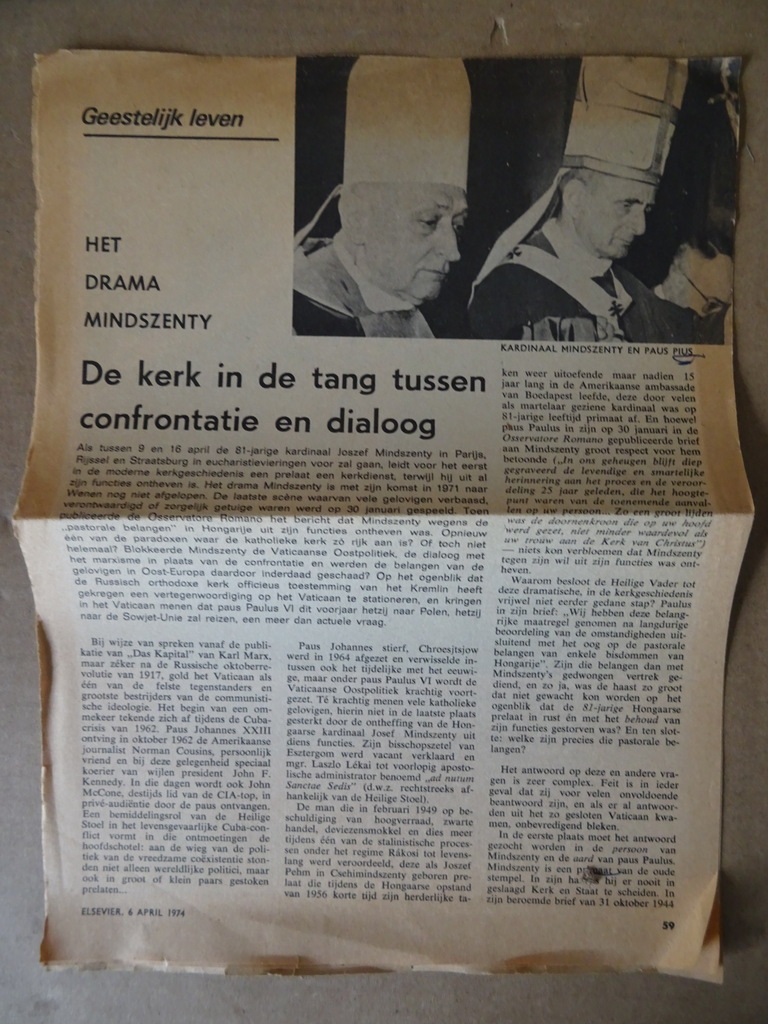 Geestelijk leven
HET
DRAMA
MINDSZENTY
KARDINAAL MINDSZENTY EN PAUS PIUS
De kerk in de tang tussen
confrontatie en dialoog
Als tussen 9 en 16 april de 81-jarige kardinaal Joszef Mindszenty in Parijs,
Rijssel en Straatsburg in eucharistievieringen voor zal gaan, leidt voor het eerst
in de moderne kerkgeschiedenis een prelaat een kerkdienst, terwijl hij uit al
zijn functies ontheven is. Het drama Mindszenty is met zijn komst in 1971 naar
Wenen nog niet afgelopen. De laatste scène waarvan vele gelovigen verbaasd,
verontwaardigd of zorgelijk getuige waren werd op 30 januari gespeeld. Toen
publiceerde de Osservatore Romano het bericht dat Mindszenty wegens de
„pastorale belangen" in Hongarije uit zijn functies ontheven was. Opnieuw
één van de paradoxen waar de katholieke kerk zó rijk aan is? Of toch niet
helemaal? Blokkeerde Mindszenty de Vaticaanse Oostpolitiek, de dialoog met
het marxisme in plaats van de confrontatie en werden de belangen van de
gelovigen in Oost-Europa daardoor inderdaad geschaad? Op het ogenblik dat
de Russisch orthodoxe kerk officieus toestemming van het Kremlin heeft
gekregen een vertegenwoordiging op het Vaticaan te stationeren, en kringen
in het Vaticaan menen dat paus Paulus VI dit voorjaar hetzij naar Polen, hetzij
naar de Sowjet-Unie zal reizen, een meer dan actuele vraag.
Bij wijze van spreken vanaf de publi-
katie van „Das Kapital" van Karl Marx,
maar zéker na de Russische oktoberre-
volutie van 1917, gold het Vaticaan als
één van de felste tegenstanders en
grootste bestrijders van de communisti-
sche ideologie. Het begin van een om-
mekeer tekende zich af tijdens de Cuba-
crisis van 1962. Paus Johannes XXIII
ontving in oktober 1962 de Amerikaanse
journalist Norman Cousins, persoonlijk
vriend en bij deze gelegenheid speciaal
koerier van wijlen president John F.
Kennedy. In die dagen wordt ook John
McCone, destijds lid van de CIA-top, in
privé-audiëntie door de paus ontvangen.
Een bemiddelingsrol van de Heilige
Stoel in het levensgevaarlijke Cuba-con-
flict vormt in die ontmoetingen de
hoofdschotel: aan de wieg van de poli-
tiek van de vreedzame coëxistentie ston-
den niet alleen wereldlijke politici, maar
ook in groot of klein paars gestoken
prelaten...
Paus Johannes stierf, Chroesjtsjow
werd in 1964 afgezet en verwisselde in-
tussen ook het tijdelijke met het eeuwi-
ge, maar onder paus Paulus VI wordt de
Vaticaanse Oostpolitiek krachtig voort-
gezet. Té krachtig menen vele katholieke
gelovigen, hierin niet in de laatste plaats
gesterkt door de ontheffing van de Hon-
gaarse kardinaal Josef Mindszenty uit
diens functies. Zijn bisschopszetel van
Esztergom werd vacant verklaard en
mgr. Laszlo Lékai tot voorlopig aposto-
lische administrator benoemd „ad nutum
Sanctae Sedis" (d.w.z. rechtstreeks af-
hankelijk van de Heilige Stoel).
De man die in februari 1949 op be-
schuldiging van hoogverraad, zwarte
handel, deviezensmokkel en dies meer
tijdens één van de stalinistische proces-
sen onder het regime Rákosi tot levens-
lang werd veroordeeld, deze als Joszef
Pehm in Csehimindszenty geboren pre-
laat die tijdens de Hongaarse opstand
van 1956 korte tijd zijn herderlijke ta-
ken weer uitoefende maar nadien 15
jaar lang in de Amerikaanse ambassade
van Boedapest leefde, deze door velen
als martelaar geziene kardinaal was op
81-jarige leeftijd primaat af. En hoewel
paus Paulus in zijn op 30 januari in de
Osservatore Romano gepubliceerde brief
aan Mindszenty groot respect voor hem
betoonde („In ons geheugen blijft diep
gegraveerd de levendige en smartelijke
herinnering aan het proces en de veroor-
deling 25 jaar geleden, die het hoogte-
punt waren van de toenemende aanval-
len op uw persoon... Zo een groot lijden
was de doornenkroon die op uw hoofd
werd gezet, niet minder waardevol als
uw trouw aan de Kerk van Christus")
— niets kon verbloemen dat Mindszenty
tegen zijn wil uit zijn functies was ont-
heven.
Waarom besloot de Heilige Vader tot
deze dramatische, in de kerkgeschiedenis
vrijwel niet eerder gedane stap? Paulus
in zijn brief: „Wij hebben deze belang-
rijke maatregel genomen na langdurige
beoordeling van de omstandigheden uit-
sluitend met het oog op de pastorale
belangen van enkele bisdommen van
Hongarije". Zijn die belangen dan met
Mindszenty's gedwongen vertrek ge-
diend, en zo ja, was de haast zo groot
dat niet gewacht kon worden op het
ogenblik dat de 81-jarige Hongaarse
prelaat in rust én met het behoud van
zijn functies gestorven was? En ten slot-
te: welke zijn precies die pastorale be-
langen?
Het antwoord op deze en andere vra-
gen is zeer complex. Feit is in ieder
geval dat zij voor velen onvoldoende
beantwoord zijn, en als er al antwoor-
den uit het zo gesloten Vaticaan kwa-
men, onbevredigend bleken.
In de eerste plaats moet het antwoord
gezocht worden in de persoon van
Mindszenty en de aard van paus Paulus.
Mindszenty is een van de oude
stempel. In zijn hij er nooit in
geslaagd Kerk en Staat te scheiden. In
zijn beroemde brief van 31 oktober 1944
ELSEVIER, 6 APRIL 1974
59